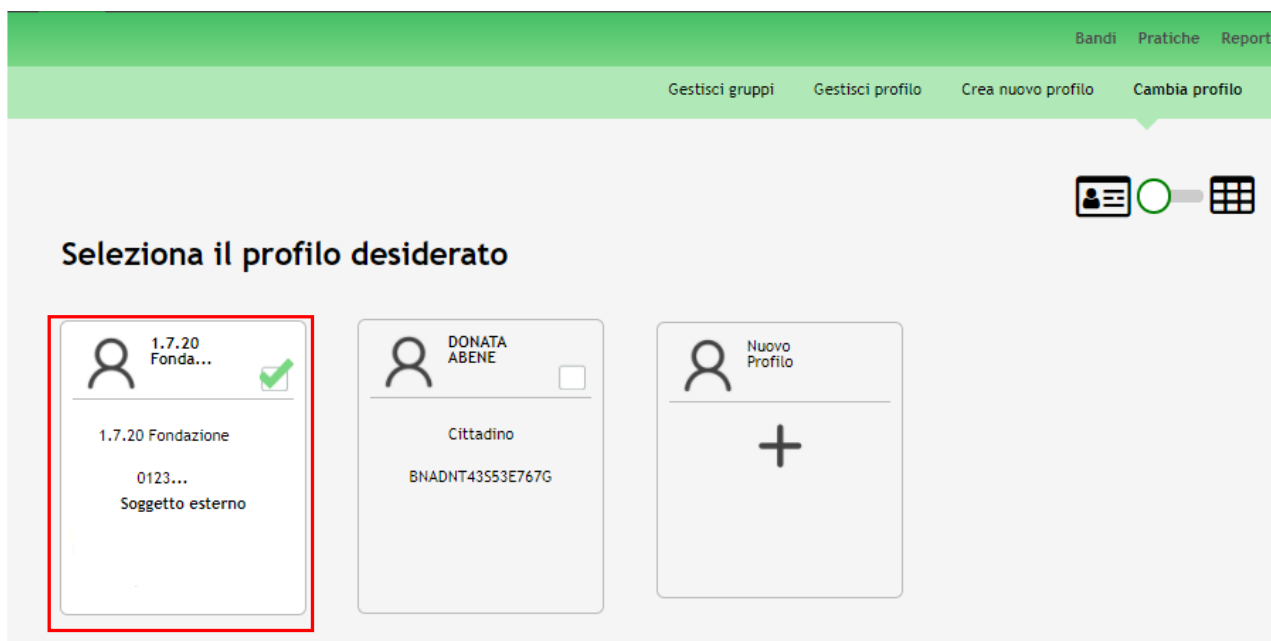 Bandi Pratiche Report
Gestisci gruppi Gestisci profilo Crea nuovo profilo Cambia profilo
Seleziona il profilo desiderato
1.7.20
Fonda...
1.7.20 Fondazione
0123...
Soggetto esterno
DONATA
ABENE
Cittadino
BNADNT43S53E767G
Nuovo
Profilo